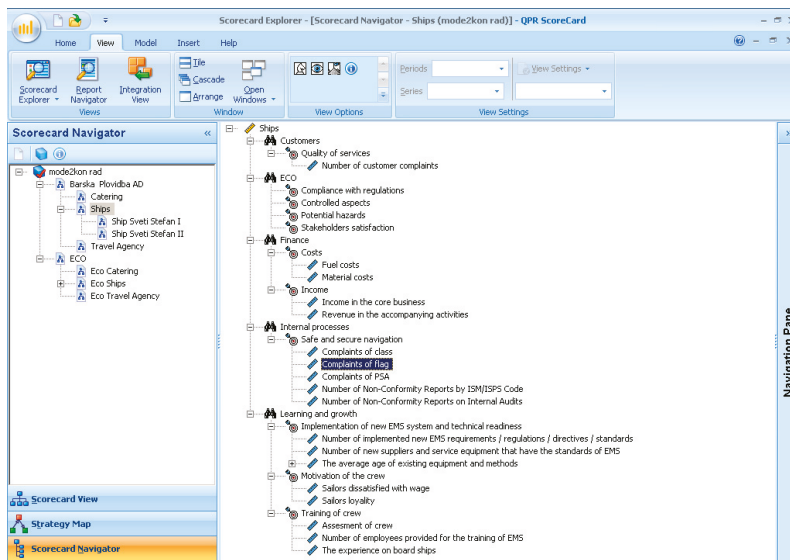 Scorecard Explorer - [Scorecard Navigator - Ships (mode2kon rad)] - QPR ScoreCard
Home View Model Insert Help
Scorecard Explorer
Report Navigator
Integration View
Views
Tile
Cascade
Arrange
Open Windows
Window
View Options
Periods
Series
View Settings
View Settings
Scorecard Navigator
mode2kon rad
Barska Plovidba AD
Catering
Ships
Ship Sveti Stefan I
Ship Sveti Stefan II
Travel Agency
ECO
Eco Catering
Eco Ships
Eco Travel Agency
Scorecard View
Strategy Map
Scorecard Navigator
Ships
Customers
Quality of services
Number of customer complaints
ECO
Compliance with regulations
Controlled aspects
Potential hazards
Stakeholders satisfaction
Finance
Costs
Fuel costs
Material costs
Income
Income in the core business
Revenue in the accompanying activities
Internal processes
Safe and secure navigation
Complaints of class
Complaints of flag
Complaints of PSA
Number of Non-Conformity Reports by ISM/ISPS Code
Number of Non-Conformity Reports on Internal Audits
Learning and growth
Implementation of new EMS system and technical readiness
Number of implemented new EMS requirements / regulations / directives / standards
Number of new suppliers and service equipment that have the standards of EMS
The average age of existing equipment and methods
Motivation of the crew
Sailors dissatisfied with wage
Sailors loyality
Training of crew
Assesment of crew
Number of employees provided for the training of EMS
The experience on board ships
Navigation Pane